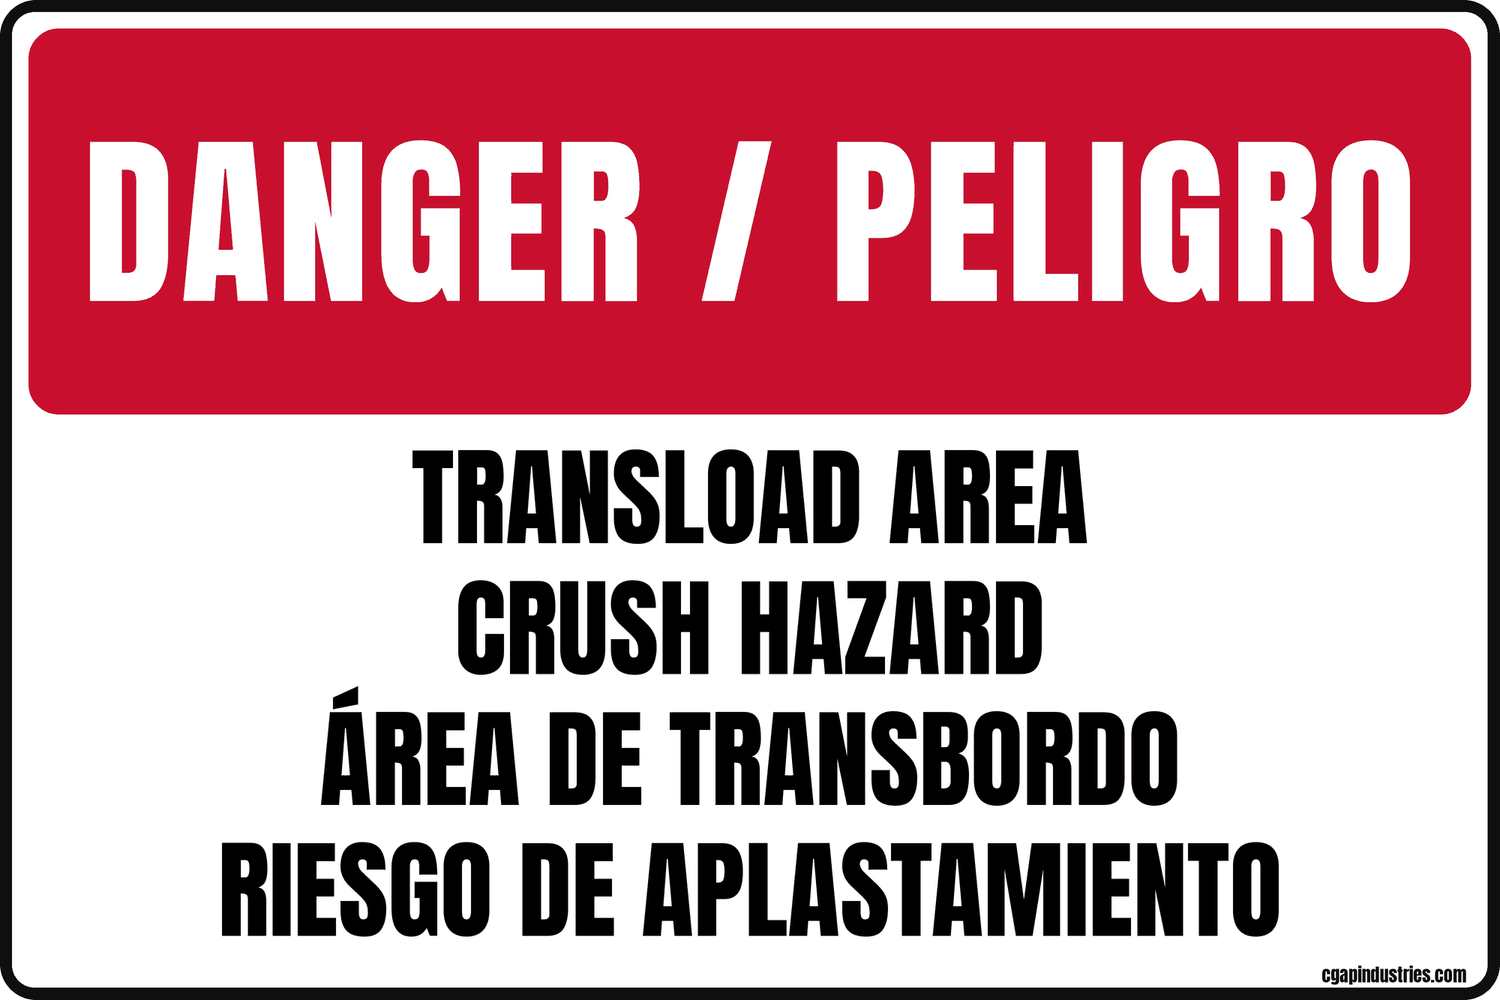 DANGER / PELIGRO
TRANSLOAD AREA
CRUSH HAZARD
ÁREA DE TRANSBORDO
RIESGO DE APLASTAMIENTO
cgapindustries.com